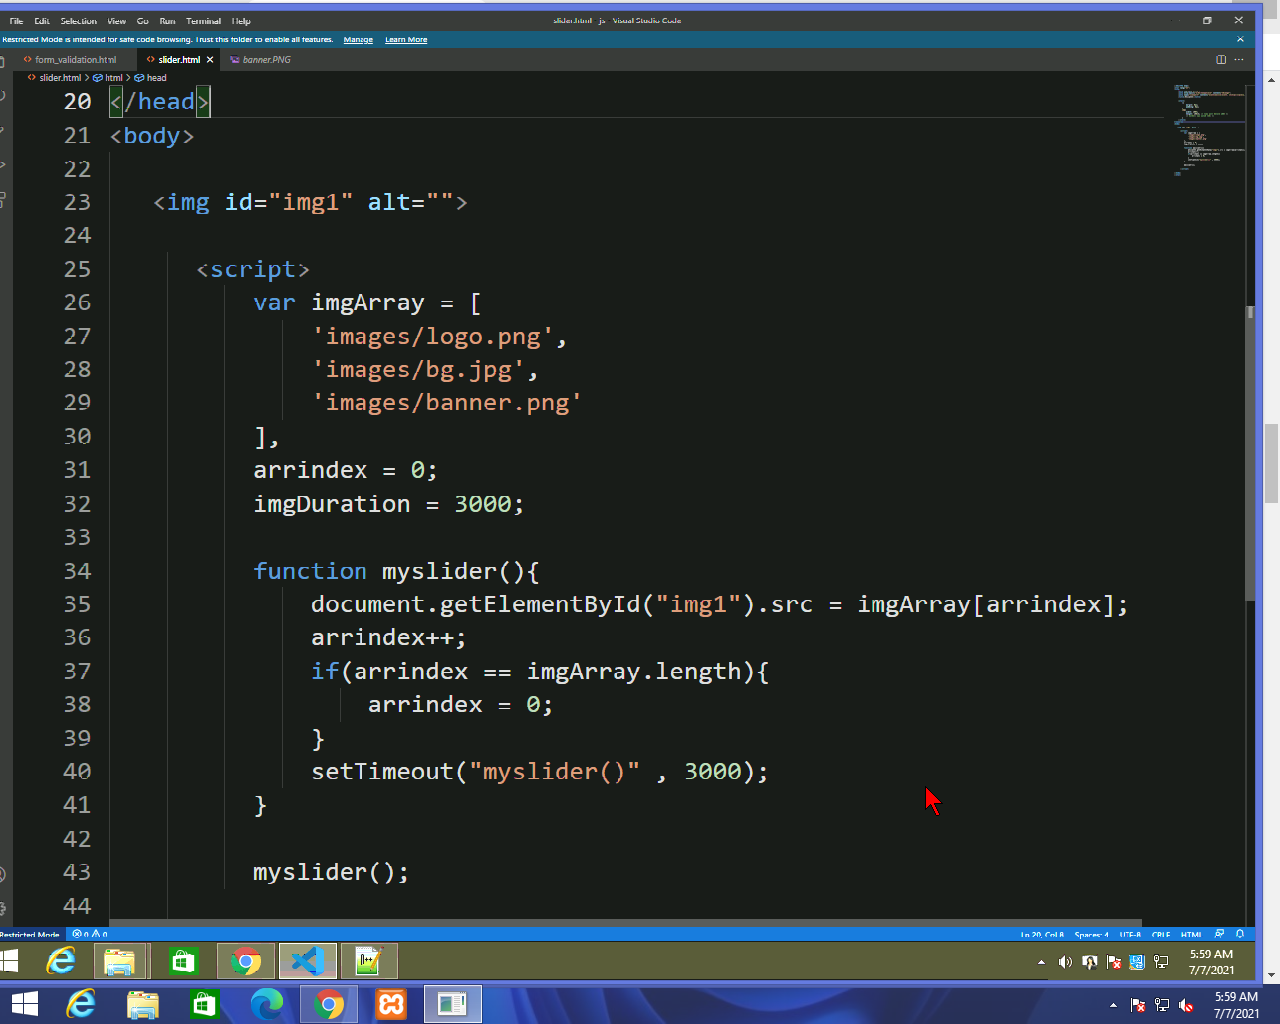 File Edit Selection View Go Run Terminal Help slider.html - js - Visual Studio Code
Restricted Mode is intended for safe code browsing. Trust this folder to enable all features. Manage Learn More
form_validation.html slider.html banner.PNG
slider.html > html > head
20 </head>
21 <body>
22
23 <img id="img1" alt="">
24
25 <script>
26 var imgArray = [
27 'images/logo.png',
28 'images/bg.jpg',
29 'images/banner.png'
30 ],
31 arrindex = 0;
32 imgDuration = 3000;
33
34 function myslider(){
35 document.getElementById("img1").src = imgArray[arrindex];
36 arrindex++;
37 if(arrindex == imgArray.length){
38 arrindex = 0;
39 }
40 setTimeout("myslider()" , 3000);
41 }
42
43 myslider();
44
Restricted Mode 0 0 Ln 20, Col 8 Spaces: 4 UTF-8 CRLF HTML
5:59 AM
7/7/2021
5:59 AM
7/7/2021